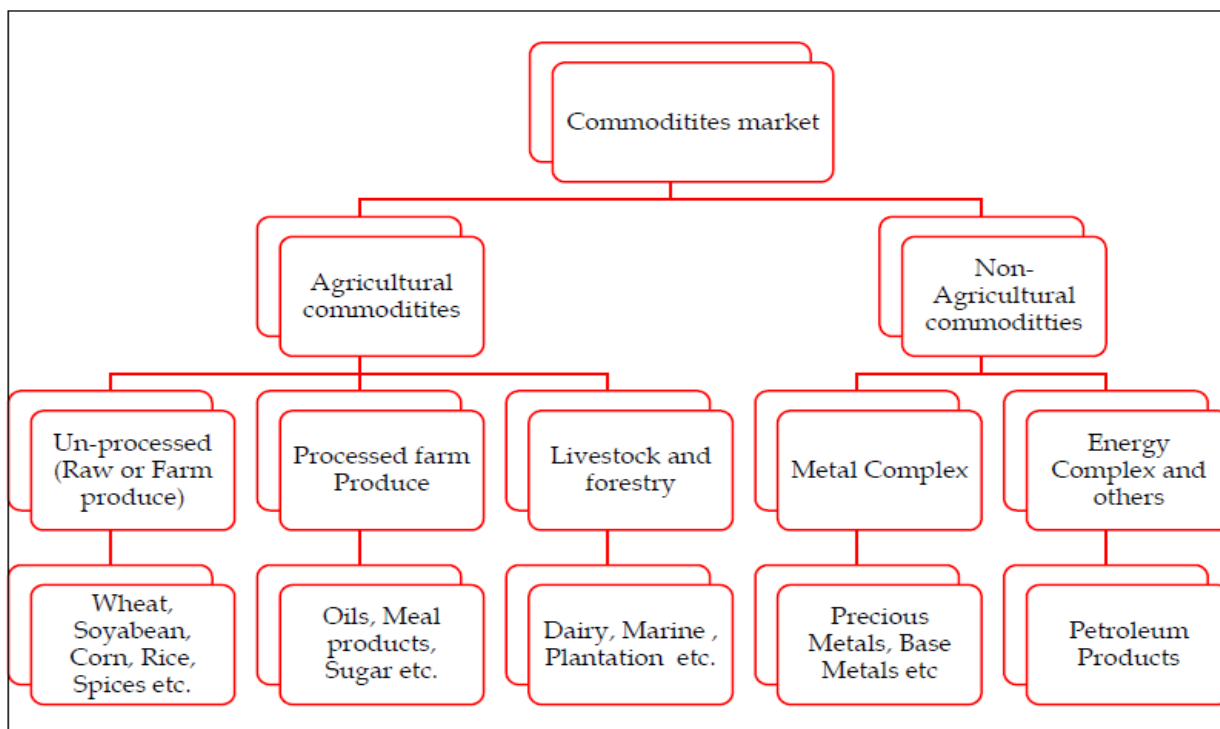 Commoditites market
Agricultural
commoditites
Non-
Agricultural
commoditties
Un-processed
(Raw or Farm
produce)
Processed farm
Produce
Livestock and
forestry
Metal Complex
Energy
Complex and
others
Wheat,
Soyabean,
Corn, Rice,
Spices etc.
Oils, Meal
products,
Sugar etc.
Dairy, Marine ,
Plantation  etc.
Precious
Metals, Base
Metals etc
Petroleum
Products